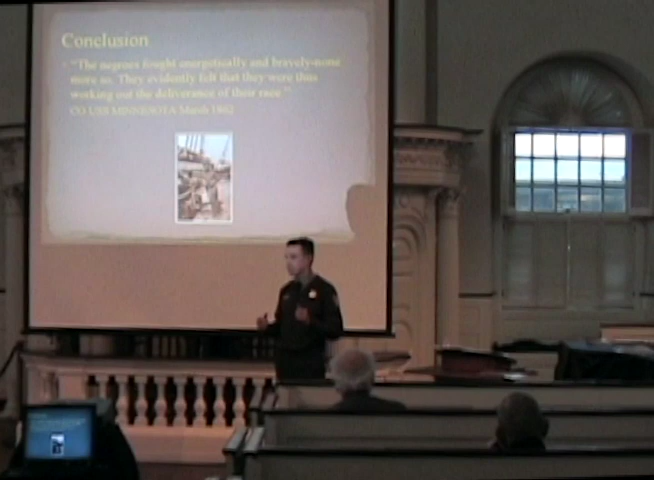 Conclusion
"The negroes fought energetically and bravely-none
more so. They evidently felt that they were thus
working out the deliverance of their race."
CO USS MINNESOTA March 1862